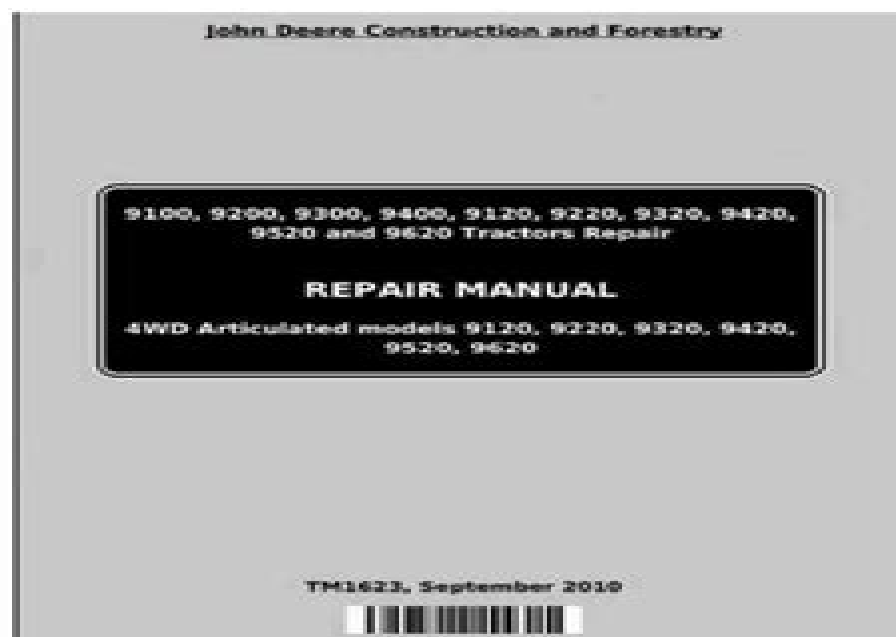 John Deere Construction and Forestry
9100, 9200, 9300, 9400, 9120, 9220, 9320, 9420,
9520 and 9620 Tractors Repair
REPAIR MANUAL
4WD Articulated models 9120, 9220, 9320, 9420,
9520, 9620
TM1623, September 2010